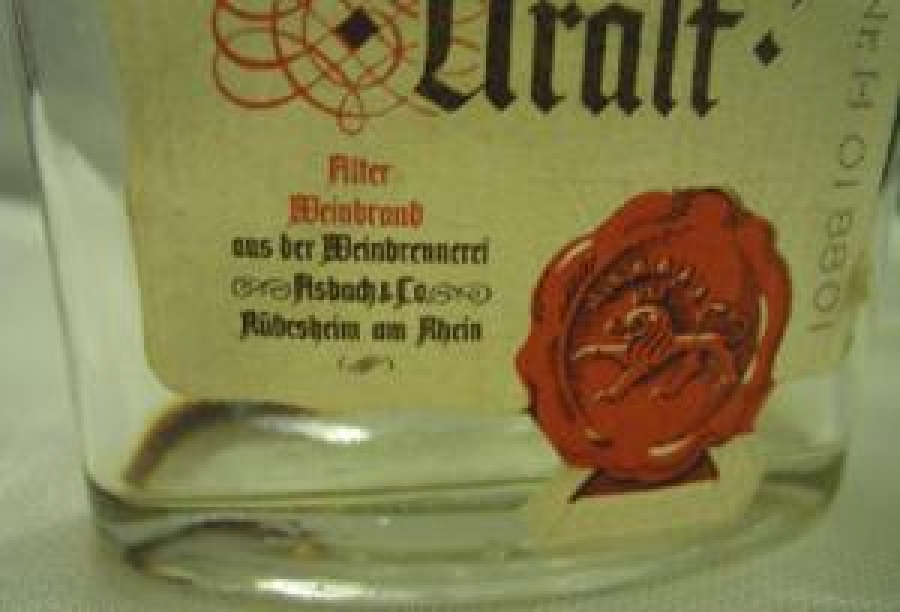 Uralt
Alter
Weinbrand
aus der Weinbrennerei
Asbach & Co.
Rüdesheim am Rhein